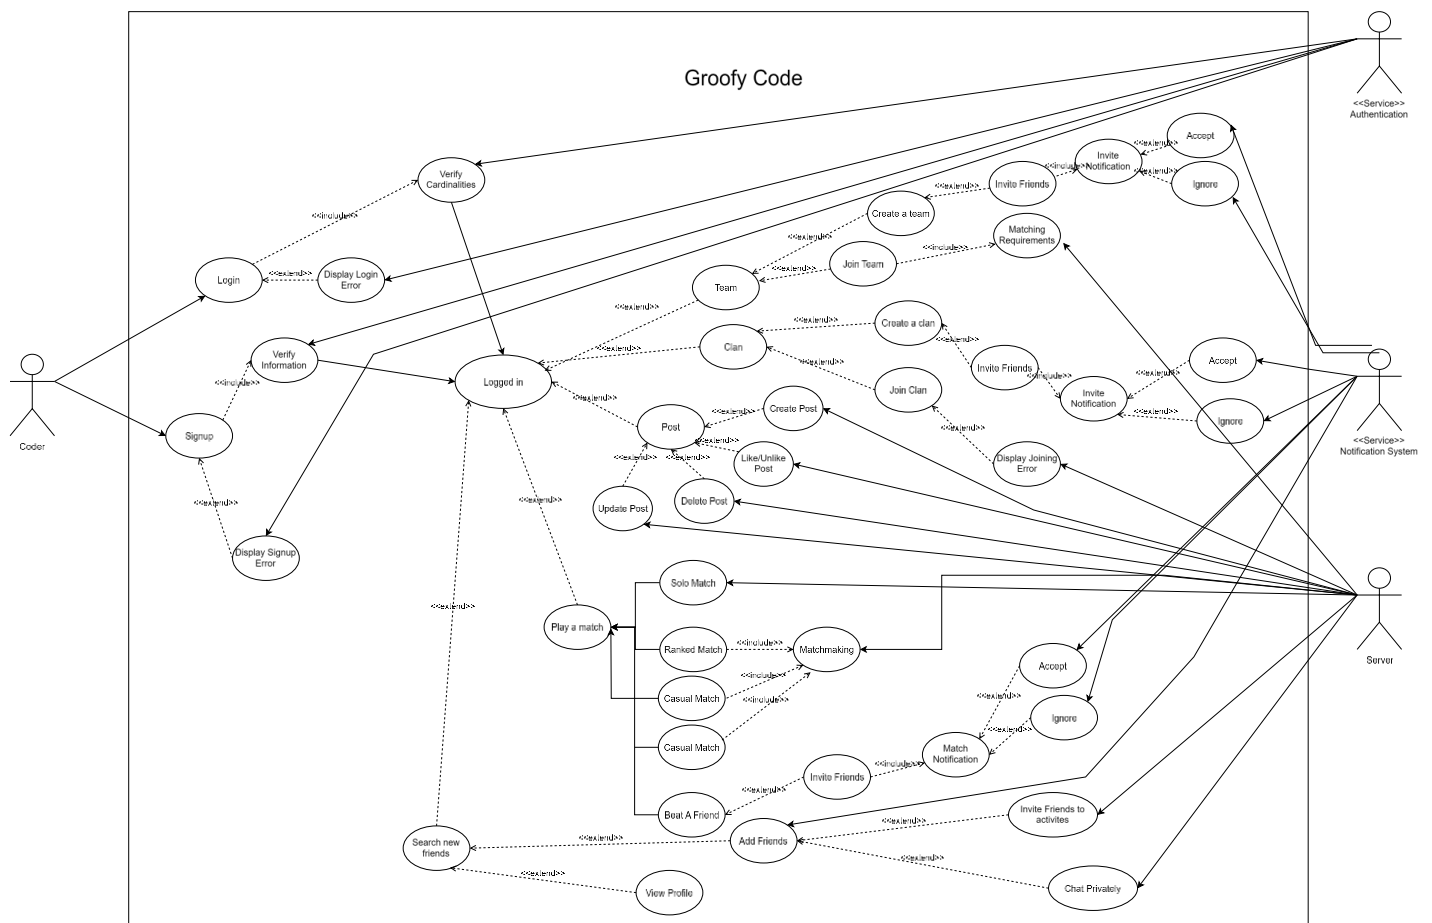 Groofy Code
<<Service>>
Authentication
Accept
<<extend>>
Invite
Notification
<<include>>
<<extend>>
Verify
Cardinalities
Invite Friends
Ignore
<<extend>>
<<include>>
Create a team
<<extend>>
Matching
Requirements
<<include>>
Join Team
<<extend>>
Login
<<extend>>
Display Login
Error
Team
<<extend>>
Create a clan
<<extend>>
Clan
<<extend>>
<<extend>>
Verify
Information
<<include>>
Logged in
<<extend>>
Join Clan
<<extend>>
Invite Friends
<<include>>
Invite
Notification
<<extend>>
Accept
<<extend>>
Ignore
<<Service>>
Notification System
Coder
Signup
<<extend>>
Post
<<extend>>
Create Post
<<extend>>
Like/Unlike
Post
<<extend>>
<<extend>>
<<extend>>
Display Joining
Error
<<extend>>
<<extend>>
Update Post
Delete Post
Display Signup
Error
Solo Match
<<extend>>
Play a match
Ranked Match
<<include>>
Matchmaking
Server
Accept
Casual Match
<<include>>
<<include>>
<<extend>>
Ignore
Casual Match
<<extend>>
Match
Notification
<<include>>
Invite Friends
<<extend>>
Beat A Friend
Invite Friends to
activites
<<extend>>
Add Friends
<<extend>>
Search new
friends
<<extend>>
<<extend>>
View Profile
Chat Privately